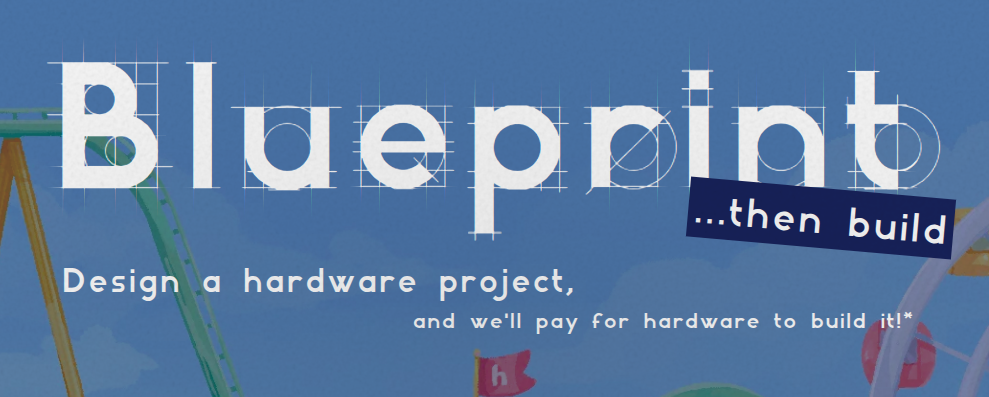 Blueprint
...then build
Design a hardware project,
and we'll pay for hardware to build it!*
h